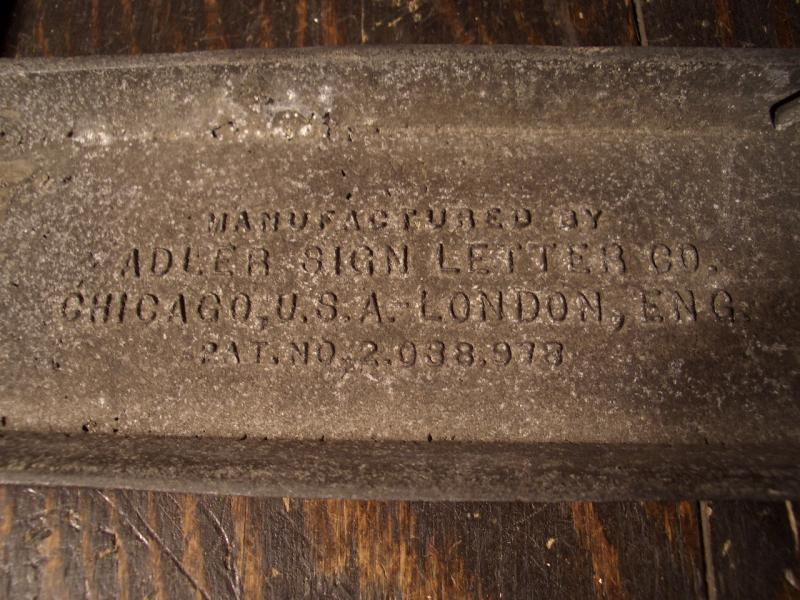 MANUFACTURED BY
ADLER SIGN LETTER CO.
CHICAGO, U.S.A.-LONDON, ENG.
PAT. NO. 2.038.978